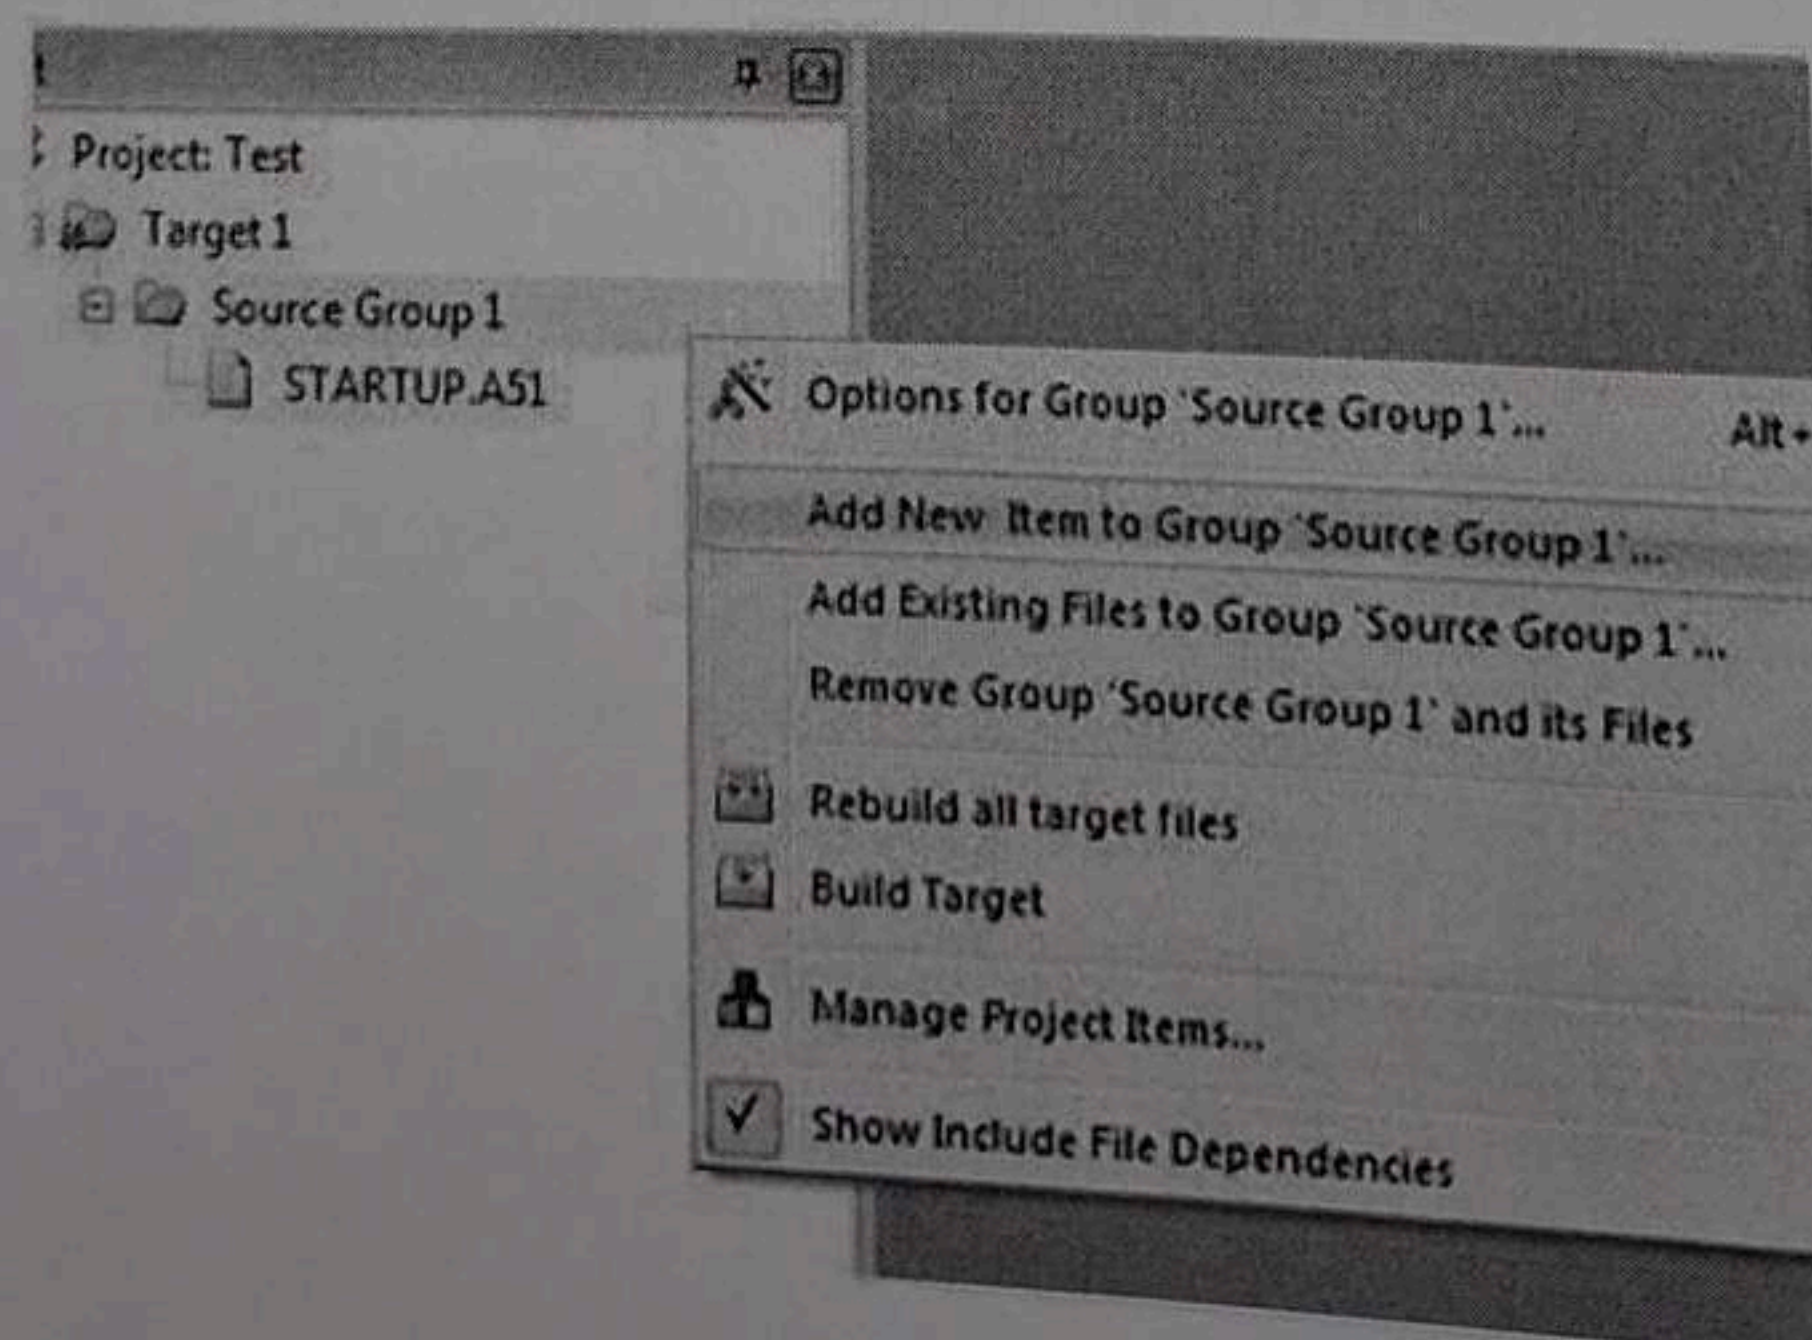 Project: Test
Target 1
Source Group 1
STARTUP.A51
Options for Group `Source Group 1`... Alt+
Add New Item to Group `Source Group 1`...
Add Existing Files to Group `Source Group 1`...
Remove Group `Source Group 1` and its Files
Rebuild all target files
Build Target
Manage Project Items...
Show Include File Dependencies